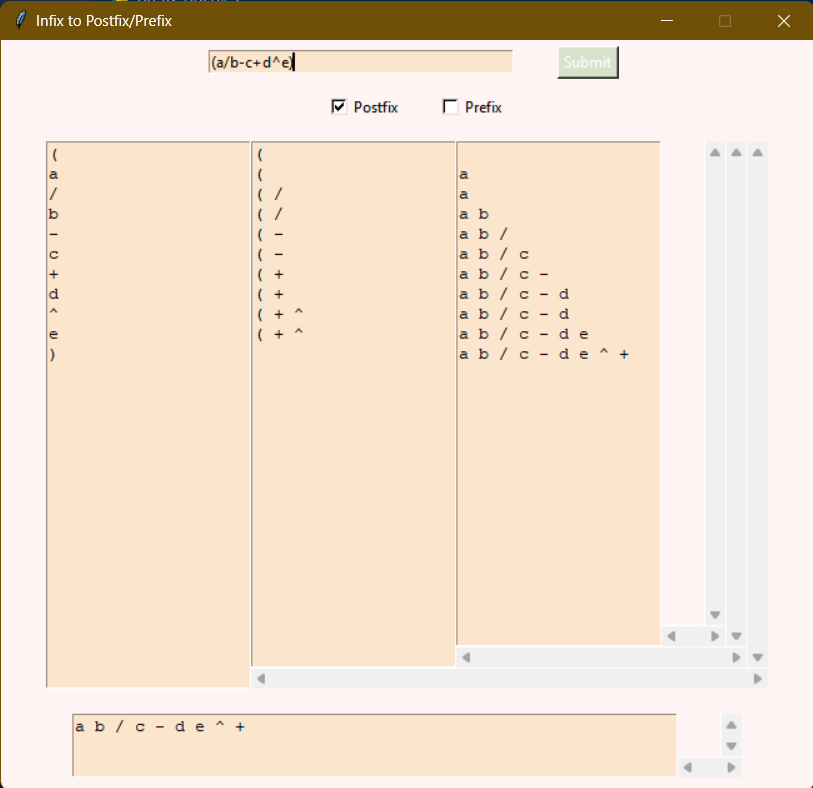 Infix to Postfix/Prefix
(a/b-c+d^e)
Submit
Postfix
Prefix
(
a
/
b
-
c
+
d
^
e
)
(
(
( /
( /
( -
( -
( +
( +
( + ^
( + ^
a
a
a b
a b /
a b / c
a b / c -
a b / c - d
a b / c - d
a b / c - d e
a b / c - d e ^ +
a b / c - d e ^ +